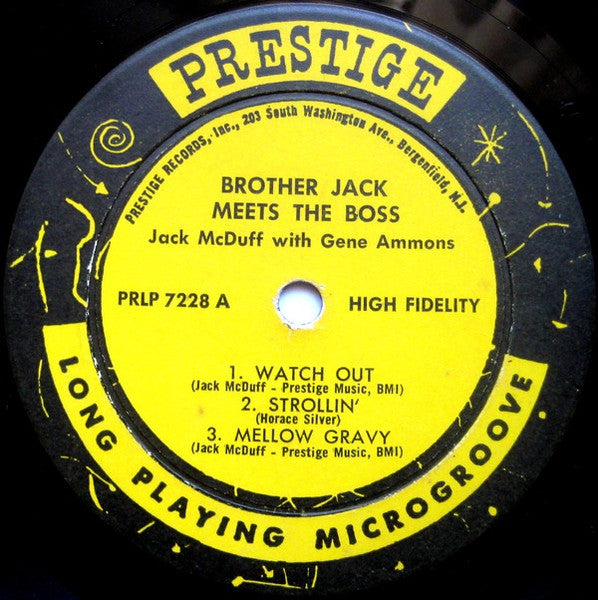 PRESTIGE
PRESTIGE RECORDS, Inc., 203 South Washington Ave., Bergenfield, N.J.
BROTHER JACK
MEETS THE BOSS
Jack McDuff with Gene Ammons
PRLP 7228 A
HIGH FIDELITY
1. WATCH OUT
(Jack McDuff - Prestige Music, BMI)
2. STROLLIN'
(Horace Silver)
3. MELLOW GRAVY
(Jack McDuff - Prestige Music, BMI)
LONG PLAYING MICROGROOVE